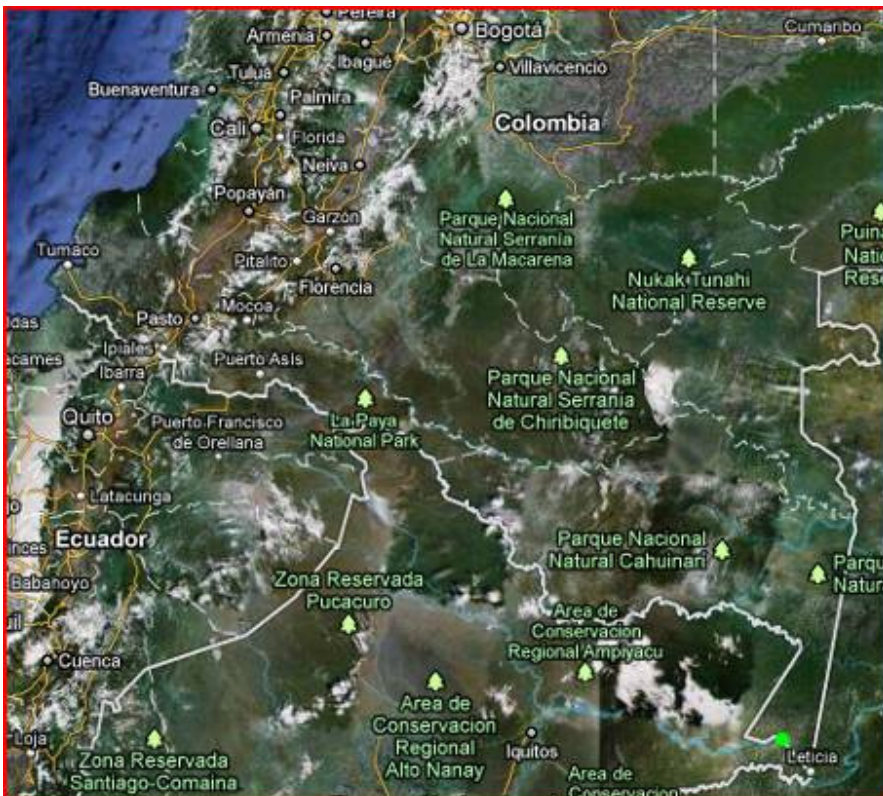 Pereira
Armenia
Ibagué
Bogotá
Cumaribo
Tuluá
Villavicencio
Buenaventura
Palmira
Cali
Florida
Colombia
Neiva
Popayán
Garzón
Parque Nacional
Natural Serranía
de La Macarena
Puina
Natio
Rese
Tumaco
Pitalito
Florencia
Nukak Tunahi
National Reserve
Mocoa
Pasto
Ipiales
Ibarra
Puerto Asís
Parque Nacional
Natural Serranía
de Chiribiquete
Quito
Puerto Francisco
de Orellana
La Paya
National Park
Latacunga
Ecuador
Parque Nacional
Natural Cahuinarí
Parqu
Natur
Babahoyo
Zona Reservada
Pucacuro
Area de
Conservacion
Regional Ampiyacu
Cuenca
Area de
Conservacion
Regional
Alto Nanay
Loja
Zona Reservada
Santiago-Comaina
Iquitos
Leticia
Area de
Conservacion